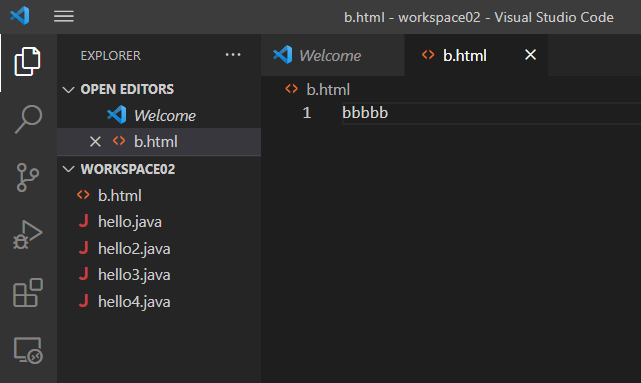 b.html - workspace02 - Visual Studio Code
EXPLORER
OPEN EDITORS
Welcome
b.html
WORKSPACE02
b.html
J hello.java
J hello2.java
J hello3.java
J hello4.java
Welcome
b.html
b.html
1 bbbbb